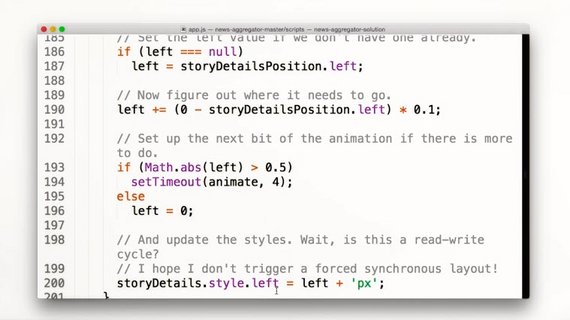 app.js — news-aggregator-master/scripts — news-aggregator-solution
185 // Set the left value if we don't have one already.
186 if (left === null)
187 left = storyDetailsPosition.left;
188
189 // Now figure out where it needs to go.
190 left += (0 - storyDetailsPosition.left) * 0.1;
191
192 // Set up the next bit of the animation if there is more
to do.
193 if (Math.abs(left) > 0.5)
194 setTimeout(animate, 4);
195 else
196 left = 0;
197
198 // And update the styles. Wait, is this a read-write
cycle?
199 // I hope I don't trigger a forced synchronous layout!
200 storyDetails.style.left = left + 'px';
201 }